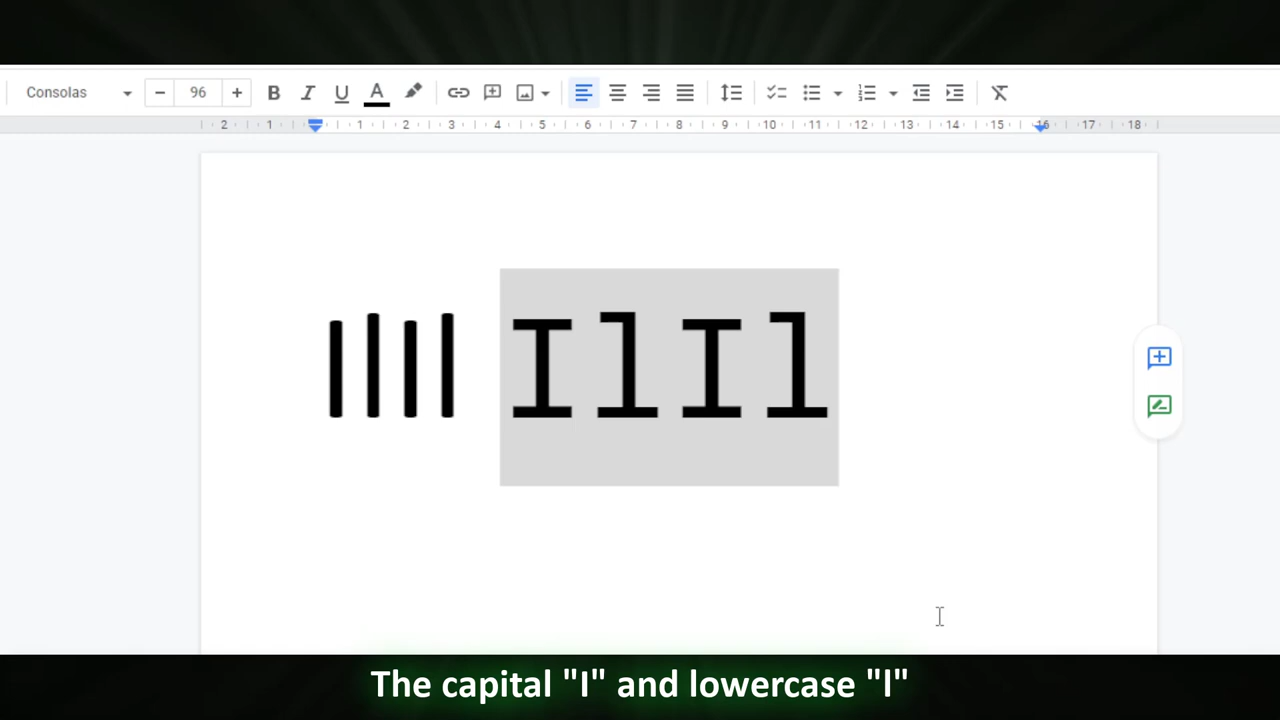 Consolas 96
2 1 1 2 3 4 5 6 7 8 9 10 11 12 13 14 15 16 17 18
IlIl IlIl
The capital "I" and lowercase "l"